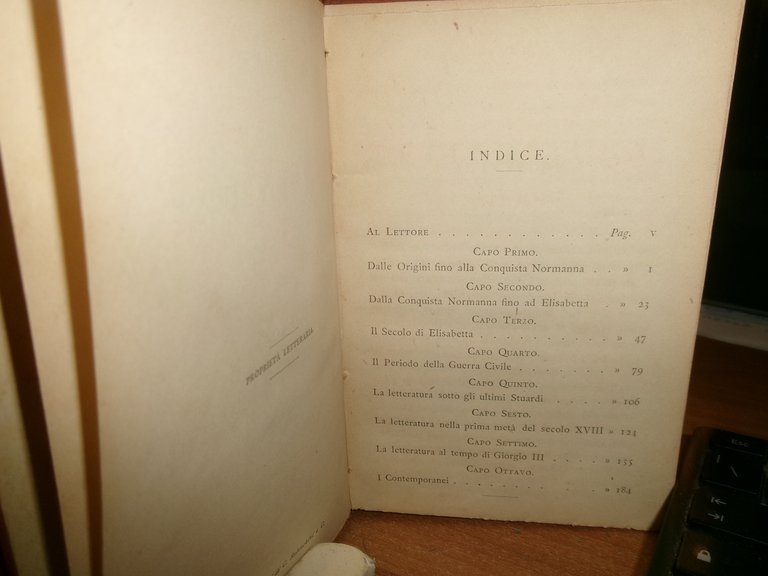 PROPRIETÀ LETTERARIA
INDICE.
AL LETTORE . . . . . . . . . . . . Pag. V
CAPO PRIMO.
Dalle Origini fino alla Conquista Normanna . . » 1
CAPO SECONDO.
Dalla Conquista Normanna fino ad Elisabetta . » 23
CAPO TERZO.
Il Secolo di Elisabetta . . . . . . . . . . » 47
CAPO QUARTO.
Il Periodo della Guerra Civile . . . . . . . » 79
CAPO QUINTO.
La letteratura sotto gli ultimi Stuardi . . . . » 106
CAPO SESTO.
La letteratura nella prima metà del secolo XVIII » 124
CAPO SETTIMO.
La letteratura al tempo di Giorgio III . . . . » 155
CAPO OTTAVO.
I Contemporanei . . . . . . . . . . . » 184
Esc